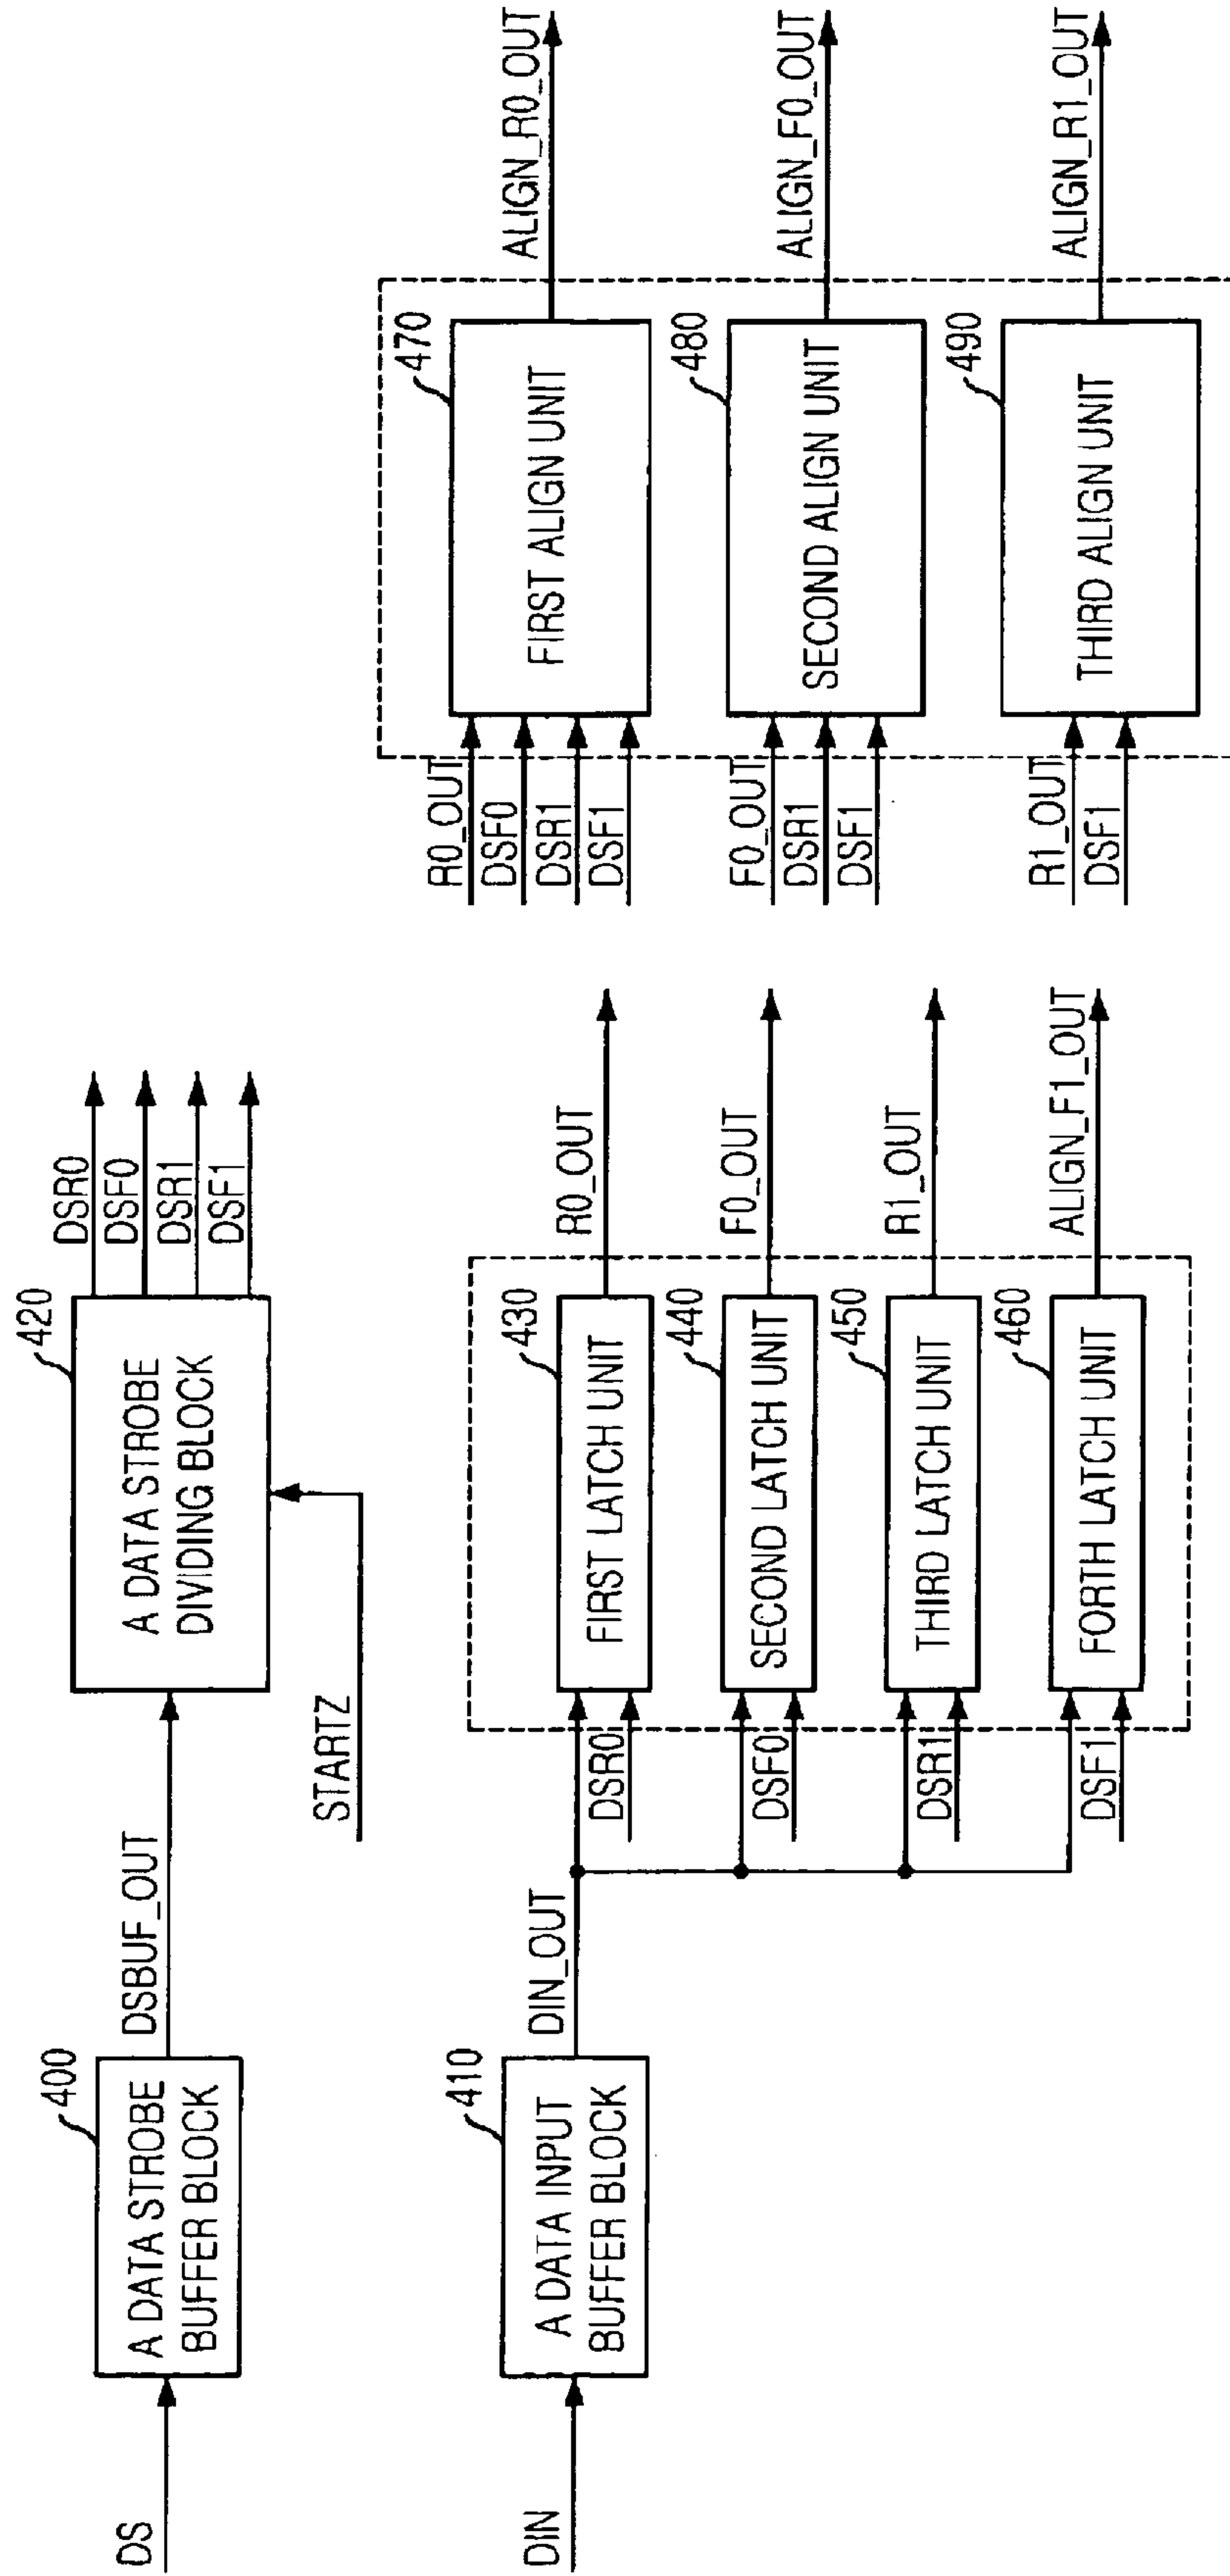 DS
400
A DATA STROBE
BUFFER BLOCK
DSBUF_OUT
420
A DATA STROBE
DIVIDING BLOCK
STARTZ
DSR0
DSF0
DSR1
DSF1
DIN
410
A DATA INPUT
BUFFER BLOCK
DIN_OUT
DSR0
430
FIRST LATCH UNIT
R0_OUT
DSF0
440
SECOND LATCH UNIT
F0_OUT
DSR1
450
THIRD LATCH UNIT
R1_OUT
DSF1
460
FORTH LATCH UNIT
ALIGN_F1_OUT
R0_OUT
DSF0
DSR1
DSF1
470
FIRST ALIGN UNIT
ALIGN_R0_OUT
F0_OUT
DSR1
DSF1
480
SECOND ALIGN UNIT
ALIGN_F0_OUT
R1_OUT
DSF1
490
THIRD ALIGN UNIT
ALIGN_R1_OUT